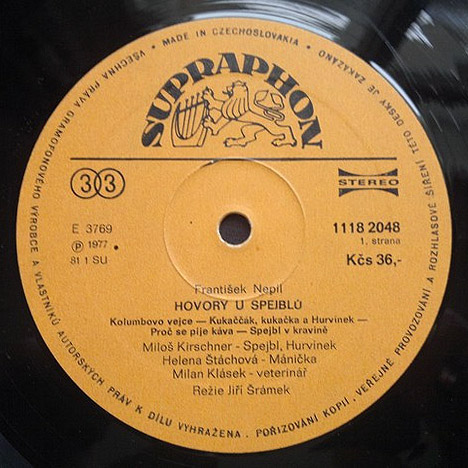 • MADE IN CZECHOSLOVAKIA •
VŠECHNA PRÁVA GRAMOFONOVÉHO VÝROBCE A VLASTNÍKŮ AUTORSKÝCH PRÁV K DÍLU VYHRAŽENA. POŘIZOVÁNÍ KOPIÍ, VEŘEJNÉ PROVOZOVÁNÍ A ROZHLASOVÉ ŠÍŘENÍ TÉTO DESKY JE ZAKÁZÁNO
SUPRAPHON
33
STEREO
E 3769
1118 2048
℗ 1977
1. strana
81 1 SU
Kčs 36,-
František Nepil
HOVORY U SPEJBLŮ
Kolumbovo vejce — Kukaččák, kukačka a Hurvínek —
Proč se pije káva — Spejbl v kravíně
Miloš Kirschner - Spejbl, Hurvínek
Helena Štáchová - Mánička
Milan Klásek - veterinář
Režie Jiří Šrámek